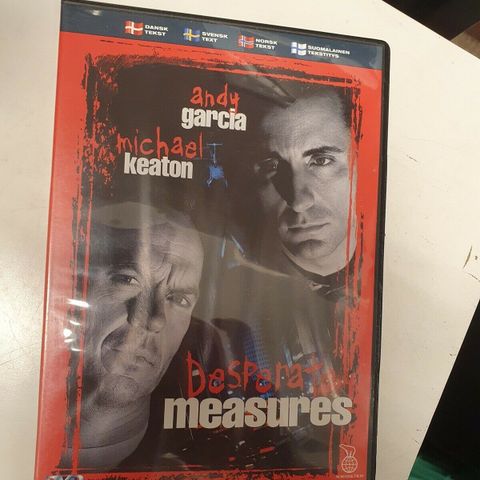 DANSK
TEKST
SVENSK
TEXT
NORSK
TEKST
SUOMALAINEN
TEKSTITYS
andy
garcia
michael
keaton
Desperate
measures